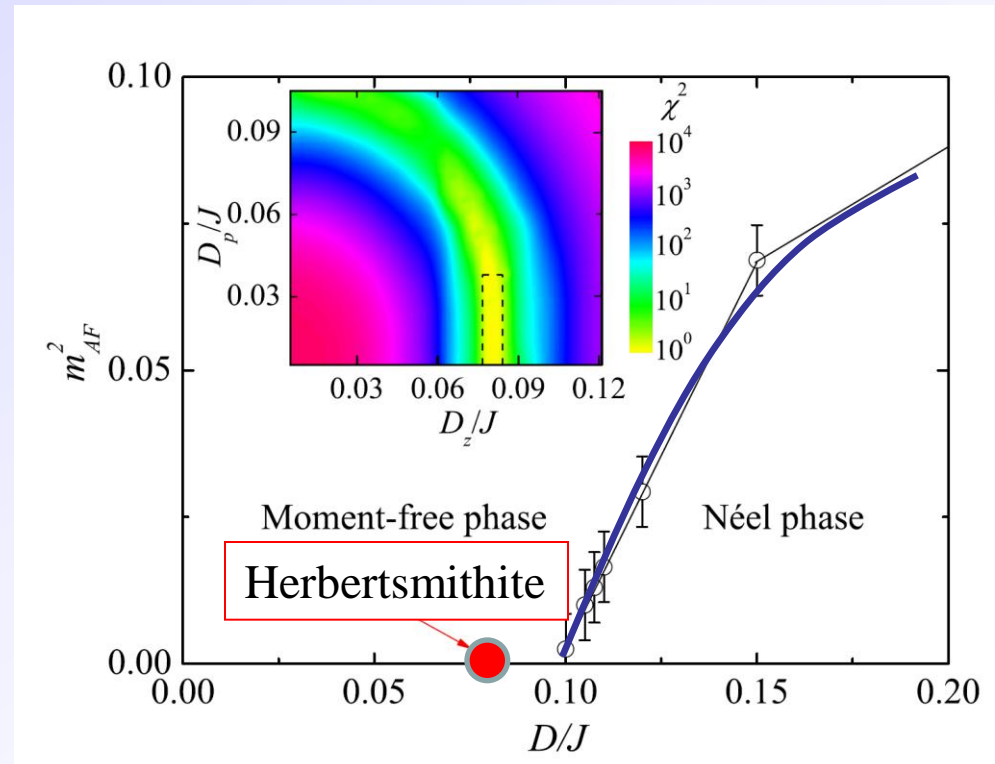 0.10
0.05
0.00
m²_AF
0.00 0.05 0.10 0.15 0.20
D/J
0.09
0.06
0.03
D_p/J
0.03 0.06 0.09 0.12
D_z/J
χ²
10⁴
10³
10²
10¹
10⁰
Moment-free phase
Néel phase
Herbertsmithite